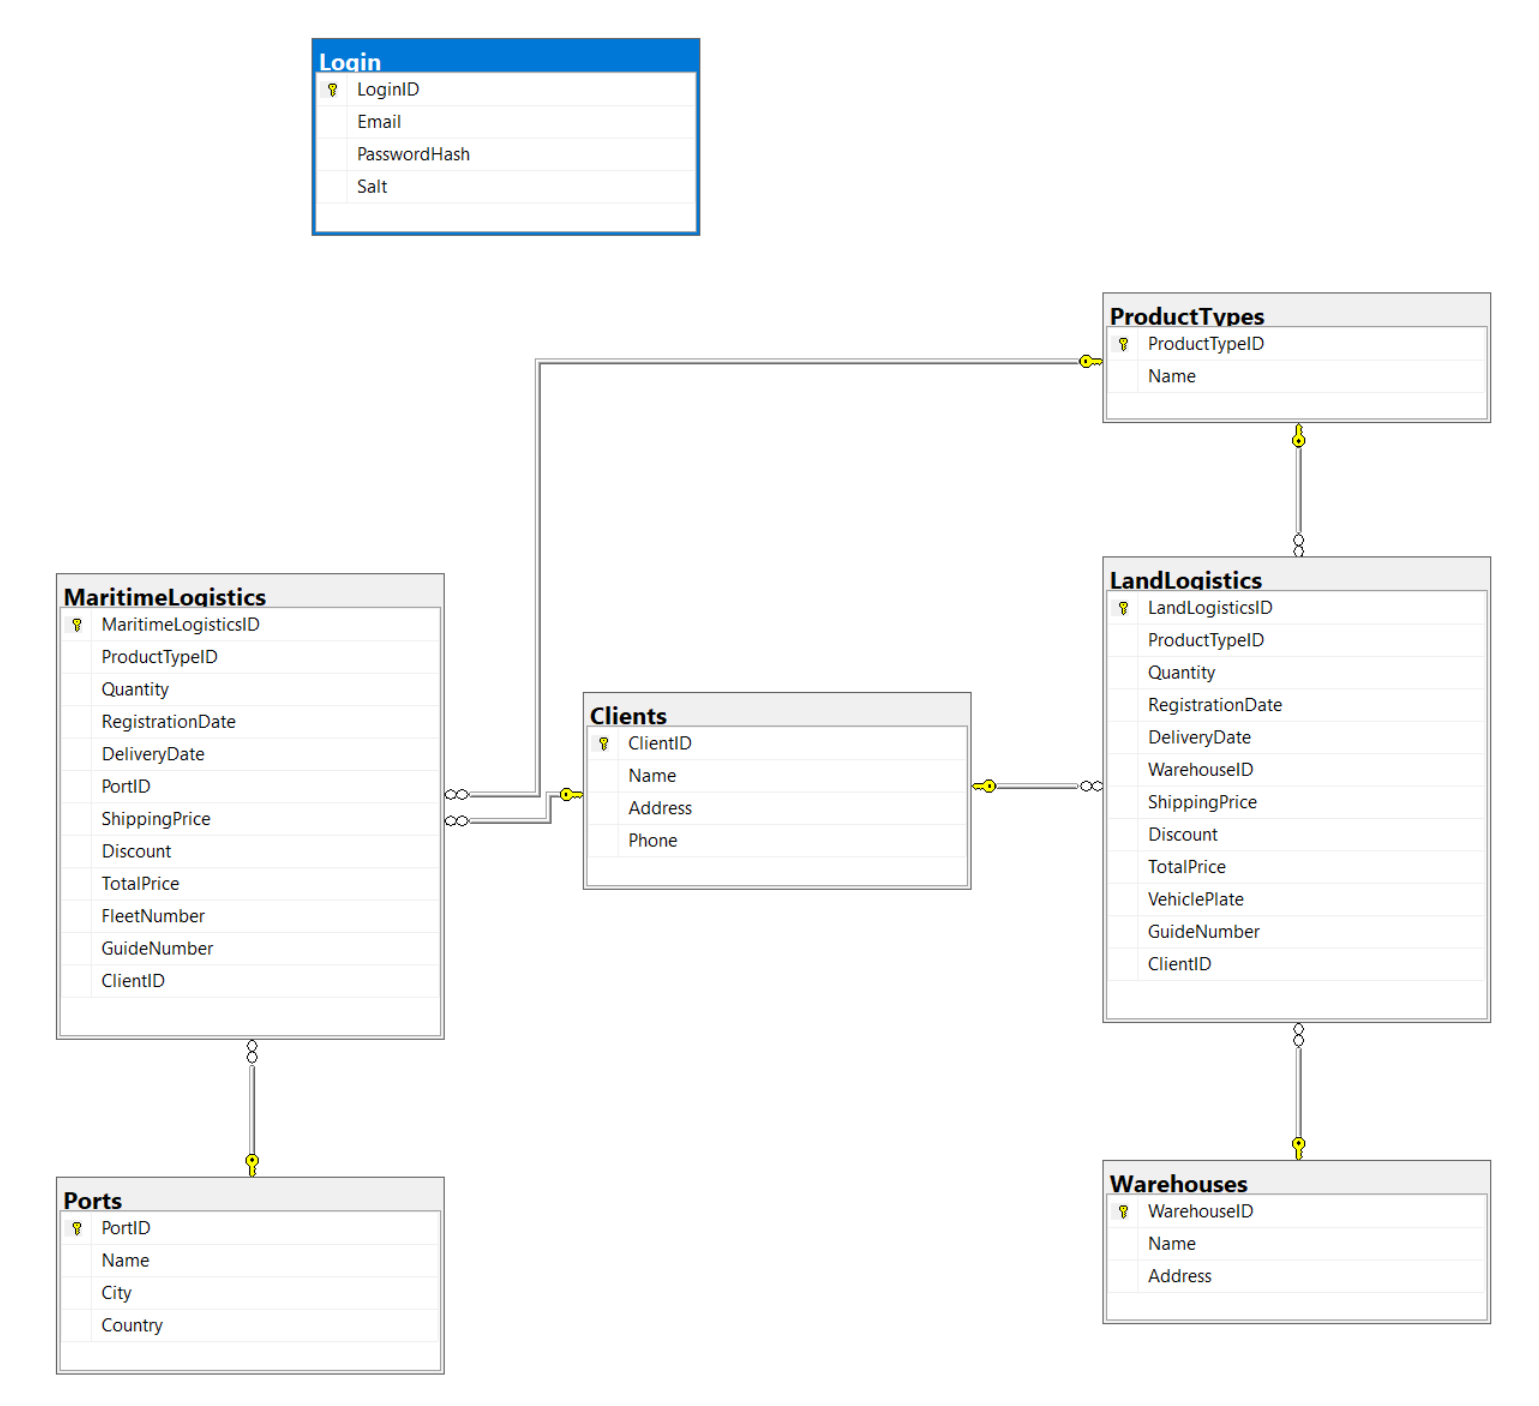 Login
LoginID
Email
PasswordHash
Salt
ProductTypes
ProductTypeID
Name
MaritimeLogistics
MaritimeLogisticsID
ProductTypeID
Quantity
RegistrationDate
DeliveryDate
PortID
ShippingPrice
Discount
TotalPrice
FleetNumber
GuideNumber
ClientID
Clients
ClientID
Name
Address
Phone
LandLogistics
LandLogisticsID
ProductTypeID
Quantity
RegistrationDate
DeliveryDate
WarehouseID
ShippingPrice
Discount
TotalPrice
VehiclePlate
GuideNumber
ClientID
Ports
PortID
Name
City
Country
Warehouses
WarehouseID
Name
Address